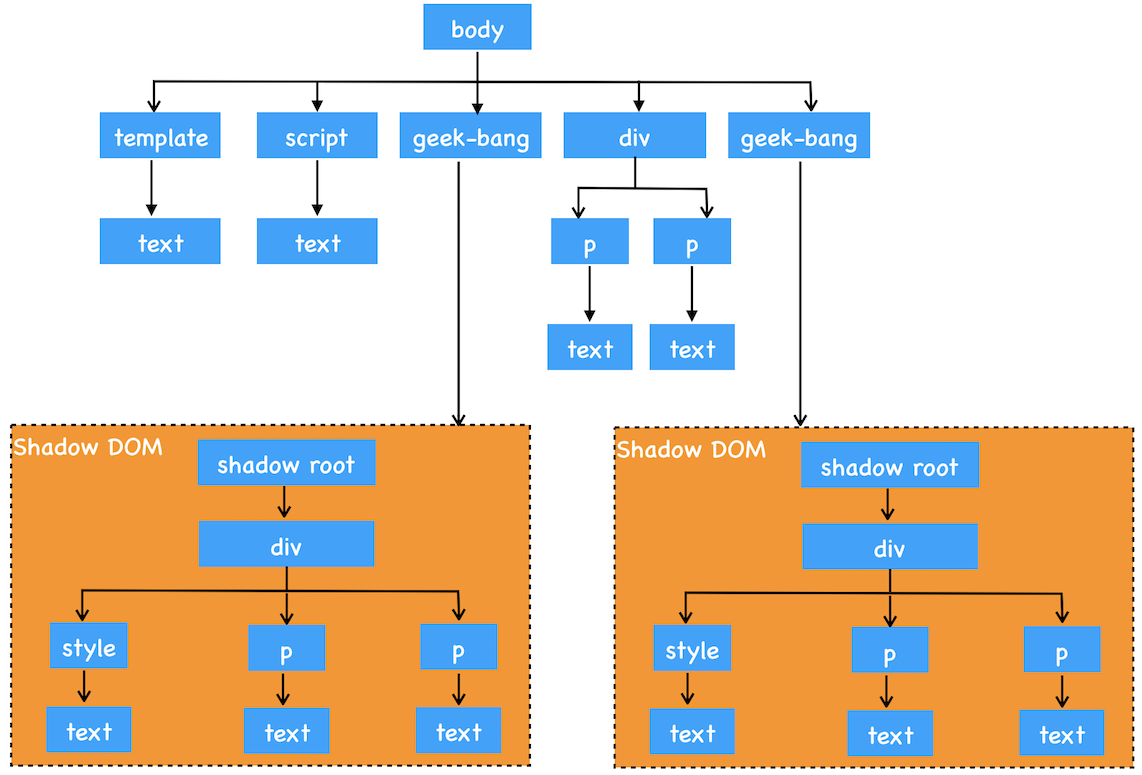 body
template
script
geek-bang
div
geek-bang
text
text
p
p
text
text
Shadow DOM
shadow root
div
style
p
p
text
text
text
Shadow DOM
shadow root
div
style
p
p
text
text
text